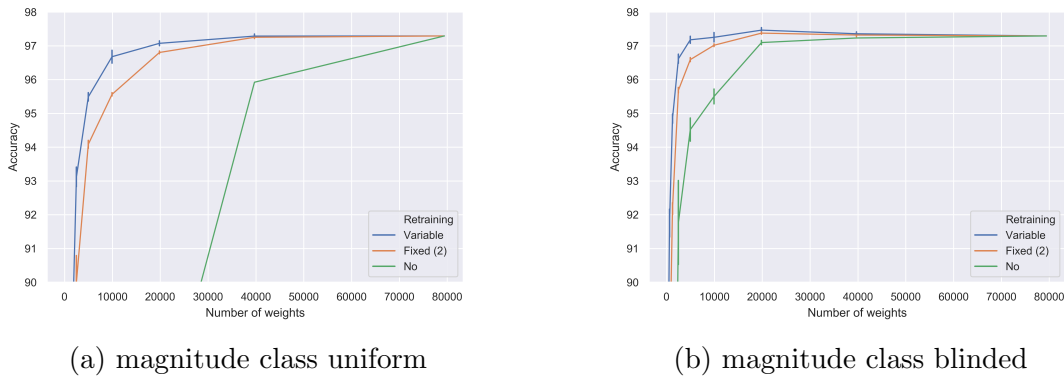 98
97
96
95
94
93
92
91
90
Accuracy
0 10000 20000 30000 40000 50000 60000 70000 80000
Number of weights
Retraining
Variable
Fixed (2)
No
(a) magnitude class uniform
98
97
96
95
94
93
92
91
90
Accuracy
0 10000 20000 30000 40000 50000 60000 70000 80000
Number of weights
Retraining
Variable
Fixed (2)
No
(b) magnitude class blinded